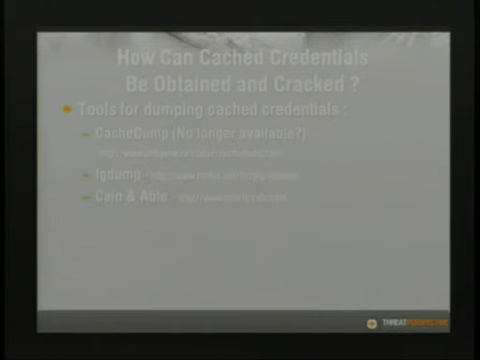 How Can Cached Credentials
Be Obtained and Cracked ?
Tools for dumping cached credentials :
– CacheDump (No longer available?)
– fgdump -
– Cain & Able -
THREAT